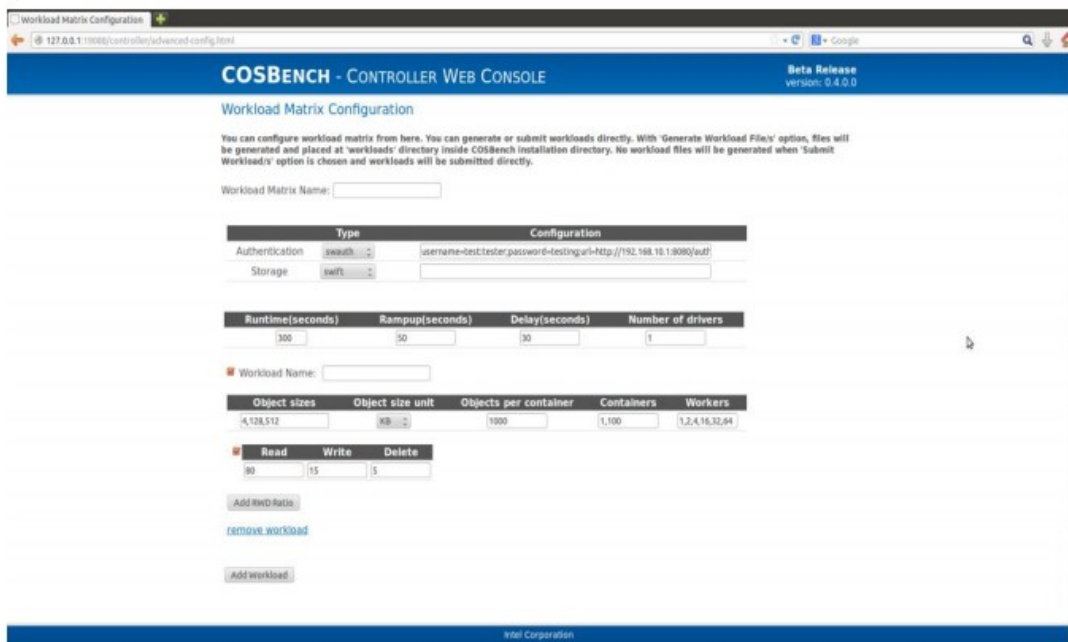 Workload Matrix Configuration
127.0.0.1:19088/controller/advanced-config.html
Google
COSBENCH - CONTROLLER WEB CONSOLE
Beta Release
version: 0.4.0.0
Workload Matrix Configuration
You can configure workload matrix from here. You can generate or submit workloads directly. With 'Generate Workload File/s' option, files will
be generated and placed at 'workloads' directory inside COSBench installation directory. No workload files will be generated when 'Submit
Workload/s' option is chosen and workloads will be submitted directly.
Workload Matrix Name:
Type Configuration
Authentication swauth username=test:tester;password=testing;url=http://192.168.10.1:8080/auth
Storage swift
Runtime(seconds) Rampup(seconds) Delay(seconds) Number of drivers
300 50 30 1
Workload Name:
Object sizes Object size unit Objects per container Containers Workers
4,128,512 KB 1000 1,100 1,2,4,16,32,64
Read Write Delete
80 15 5
Add RWD Ratio
remove workload
Add Workload
Intel Corporation